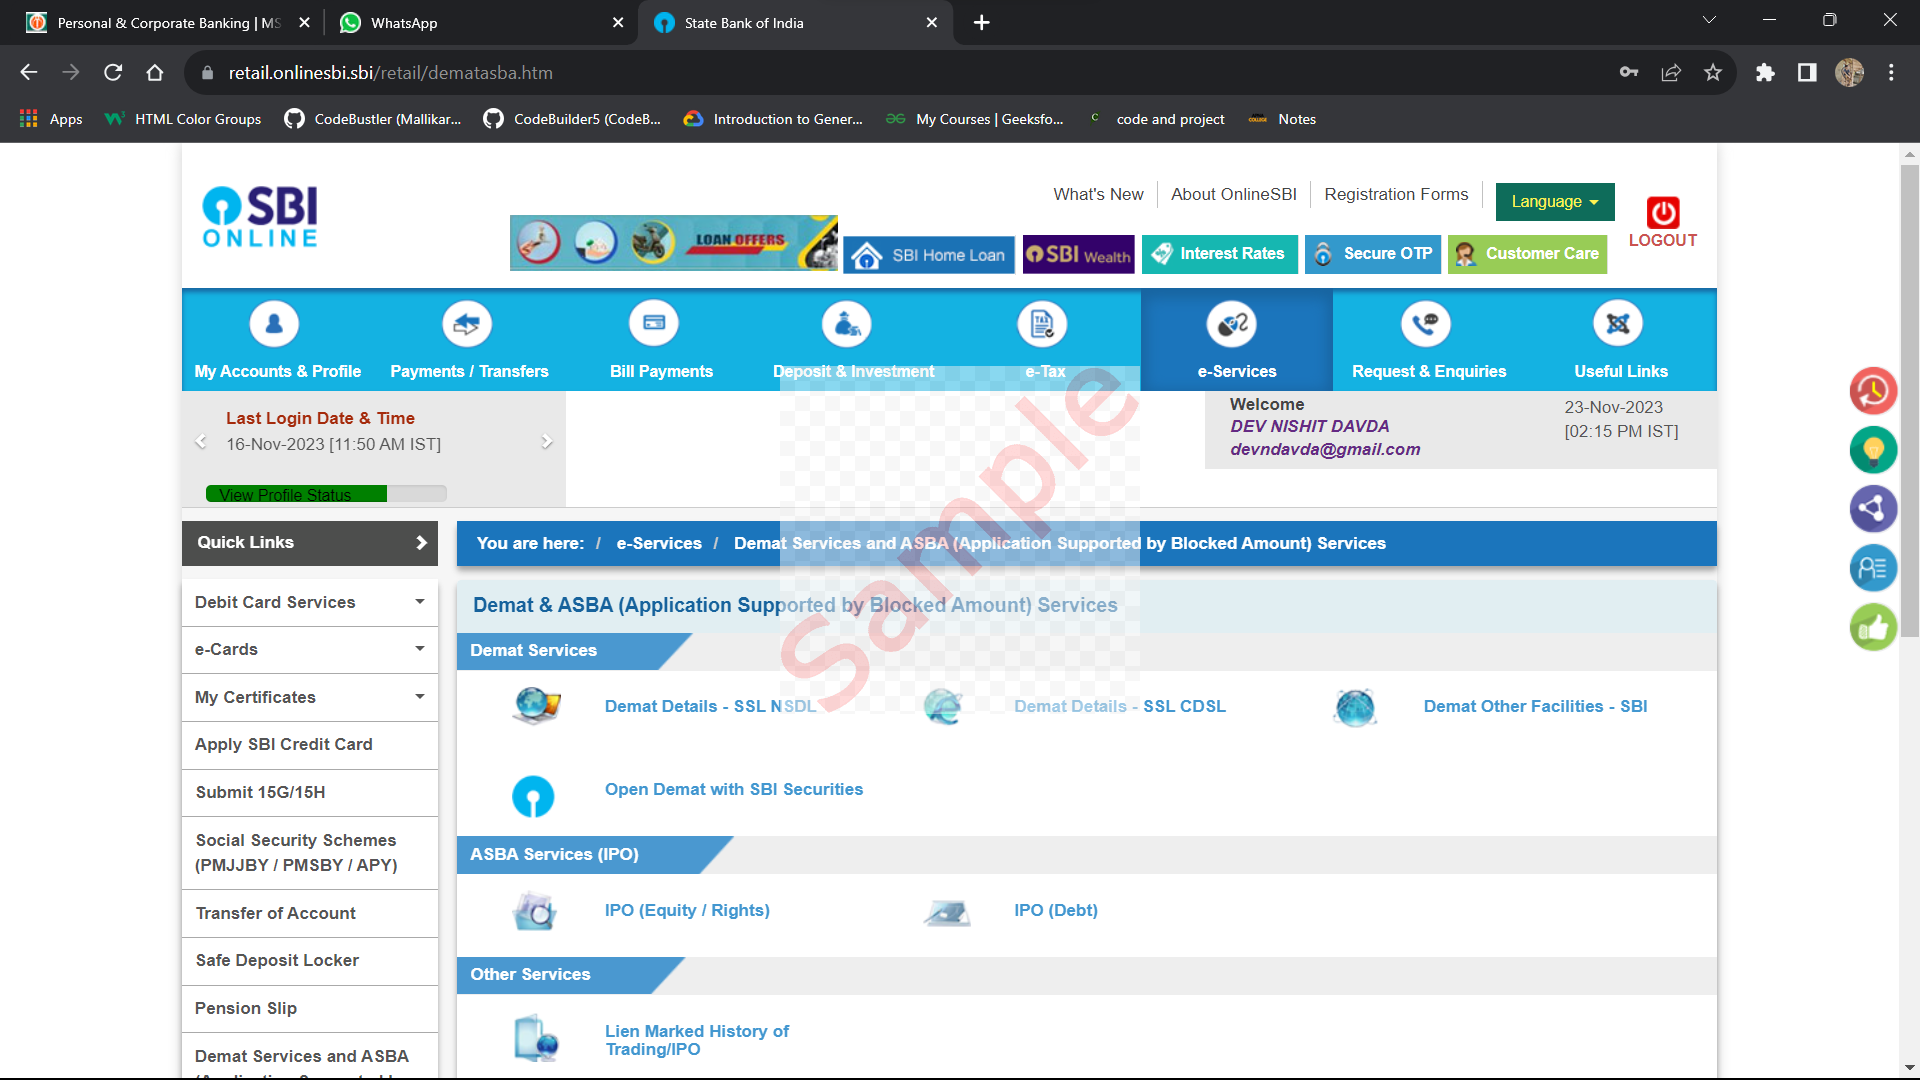 Personal & Corporate Banking | MS
WhatsApp
State Bank of India
retail.onlinesbi.sbi/retail/dematasba.htm
Apps
HTML Color Groups
CodeBustler (Mallikar...
CodeBuilder5 (CodeB...
Introduction to Gener...
My Courses | Geeksfo...
code and project
Notes
SBI
ONLINE
What's New
About OnlineSBI
Registration Forms
Language
LOGOUT
LOAN OFFERS
SBI Home Loan
SBI Wealth
Interest Rates
Secure OTP
Customer Care
My Accounts & Profile
Payments / Transfers
Bill Payments
Deposit & Investment
e-Tax
e-Services
Request & Enquiries
Useful Links
Last Login Date & Time
16-Nov-2023 [11:50 AM IST]
View Profile Status
Welcome
DEV NISHIT DAVDA
devndavda@gmail.com
23-Nov-2023
[02:15 PM IST]
Sample
Quick Links
Debit Card Services
e-Cards
My Certificates
Apply SBI Credit Card
Submit 15G/15H
Social Security Schemes
(PMJJBY / PMSBY / APY)
Transfer of Account
Safe Deposit Locker
Pension Slip
Demat Services and ASBA
You are here: / e-Services / Demat Services and ASBA (Application Supported by Blocked Amount) Services
Demat & ASBA (Application Supported by Blocked Amount) Services
Demat Services
Demat Details - SSL NSDL
Demat Details - SSL CDSL
Demat Other Facilities - SBI
Open Demat with SBI Securities
ASBA Services (IPO)
IPO (Equity / Rights)
IPO (Debt)
Other Services
Lien Marked History of
Trading/IPO